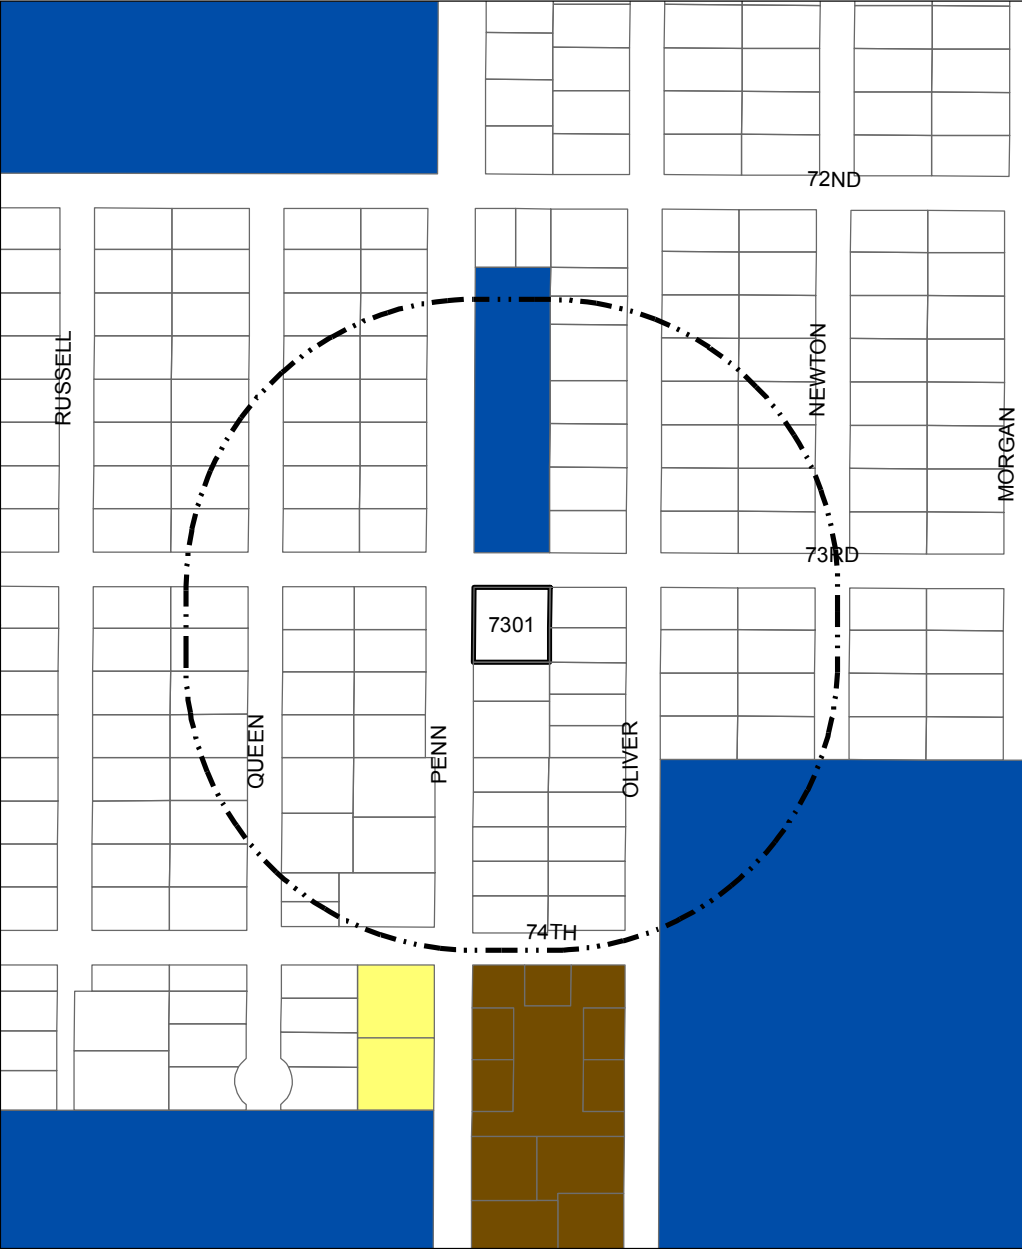 72ND
RUSSELL
NEWTON
MORGAN
73RD
7301
QUEEN
PENN
OLIVER
74TH